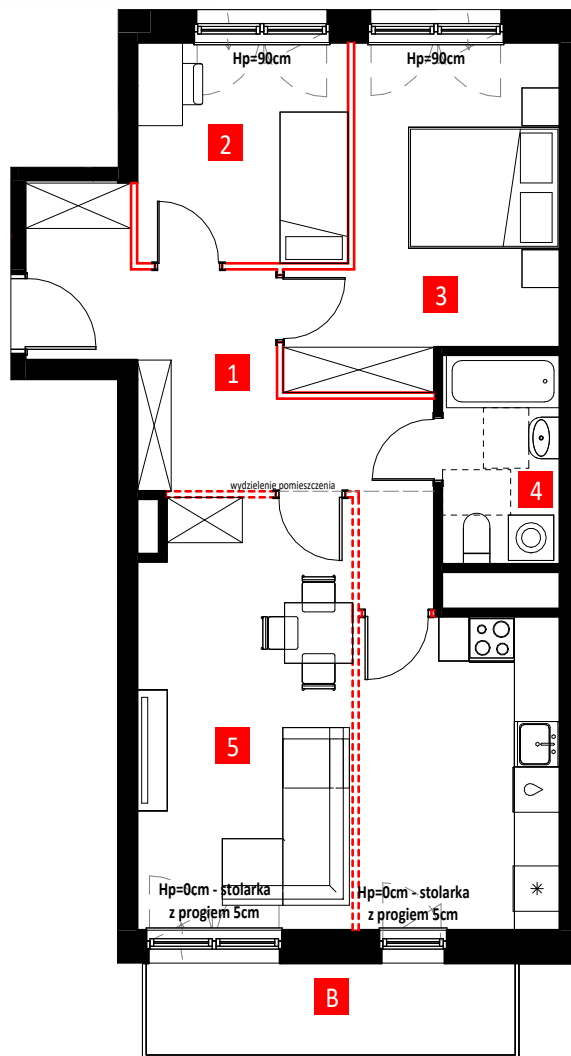 Hp=90cm
Hp=90cm
2
3
1
wydzielenie pomieszczenia
4
5
Hp=0cm - stolarka
z progiem 5cm
Hp=0cm - stolarka
z progiem 5cm
B